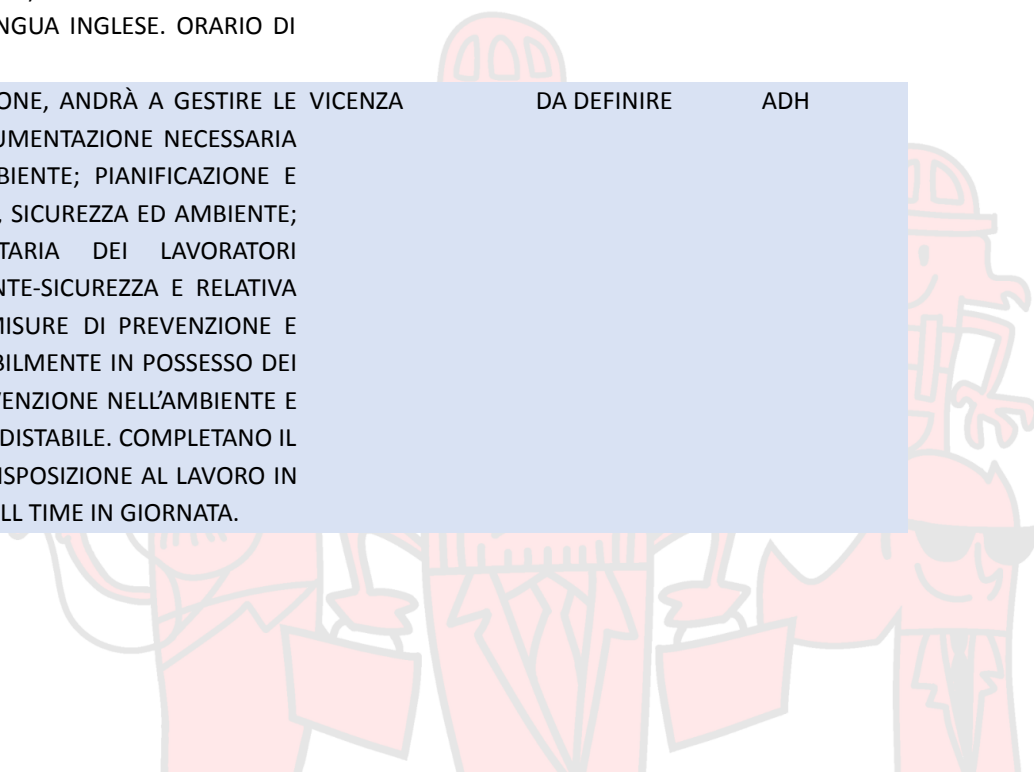 NGUA INGLESE. ORARIO DI
ONE, ANDRÀ A GESTIRE LE VICENZA DA DEFINIRE ADH
UMENTAZIONE NECESSARIA
BIENTE; PIANIFICAZIONE E
, SICUREZZA ED AMBIENTE;
TARIA DEI LAVORATORI
NTE-SICUREZZA E RELATIVA
MISURE DI PREVENZIONE E
BILMENTE IN POSSESSO DEI
VENZIONE NELL'AMBIENTE E
DISTABILE. COMPLETANO IL
ISPOSIZIONE AL LAVORO IN
LL TIME IN GIORNATA.